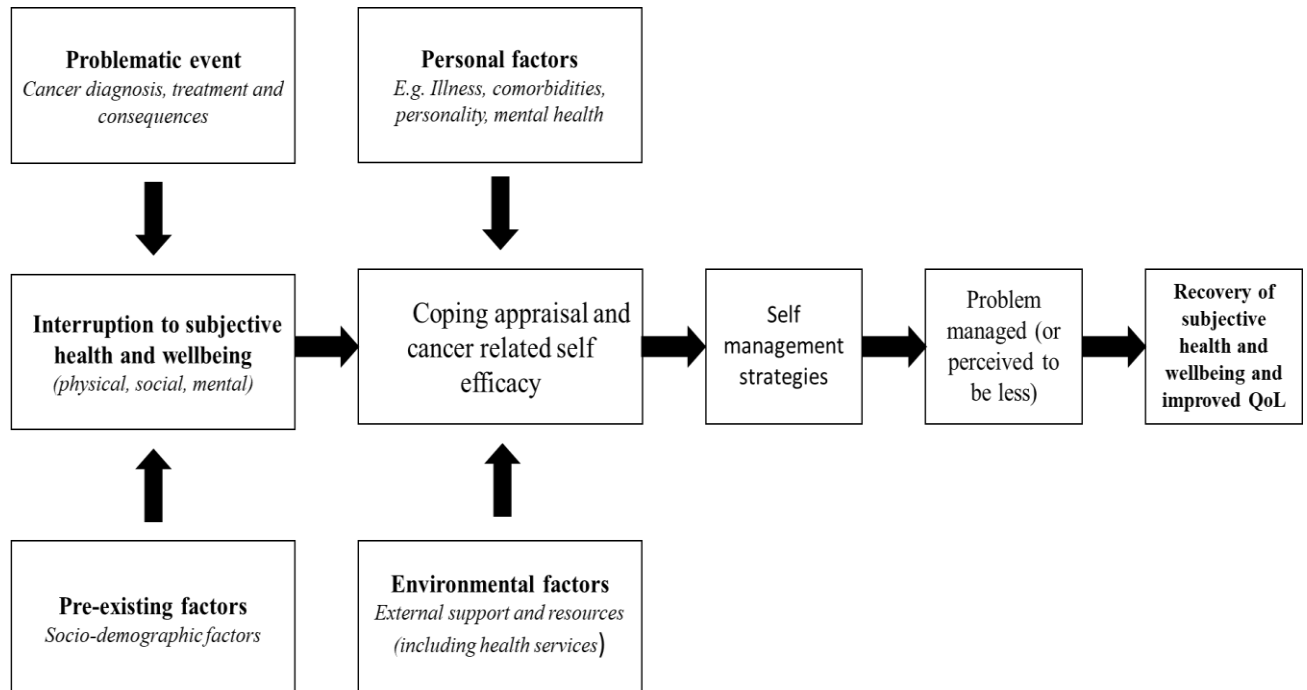 Problematic event
Cancer diagnosis, treatment and
consequences
Personal factors
E.g. Illness, comorbidities,
personality, mental health
Interruption to subjective
health and wellbeing
(physical, social, mental)
Coping appraisal and
cancer related self
efficacy
Self
management
strategies
Problem
managed (or
perceived to
be less)
Recovery of
subjective
health and
wellbeing and
improved QoL
Pre-existing factors
Socio-demographic factors
Environmental factors
External support and resources
(including health services)